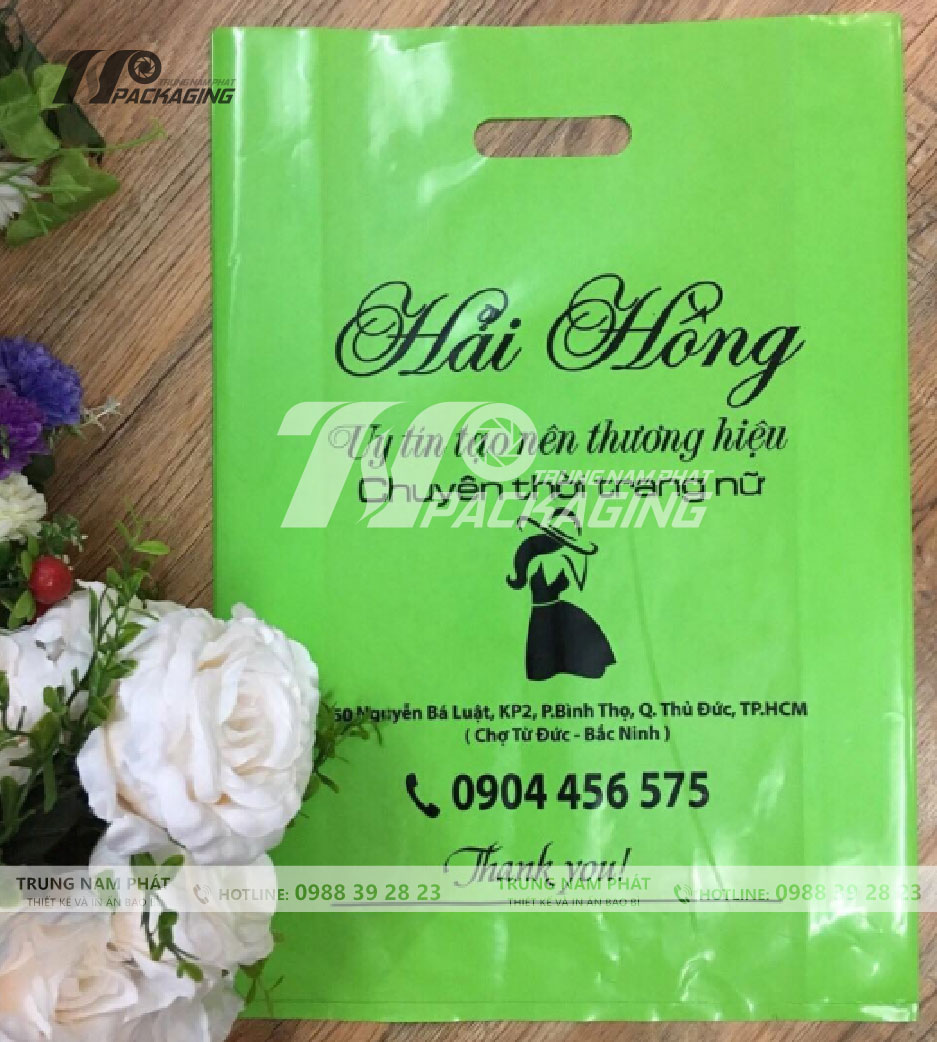 TRUNG NAM PHÁT
PACKAGING
Hải Hồng
Uy tín tạo nên thương hiệu
Chuyên thời trang nữ
TRUNG NAM PHÁT
PACKAGING
50 Nguyễn Bá Luật, KP2, P.Bình Thọ, Q. Thủ Đức, TP.HCM
( Chợ Từ Đức - Bắc Ninh )
0904 456 575
Thank you!
TRUNG NAM PHÁT HOTLINE: 0988 39 28 23 TRUNG NAM PHÁT HOTLINE: 0988 39 28 23
THIẾT KẾ VÀ IN ẤN BAO BÌ THIẾT KẾ VÀ IN ẤN BAO BÌ